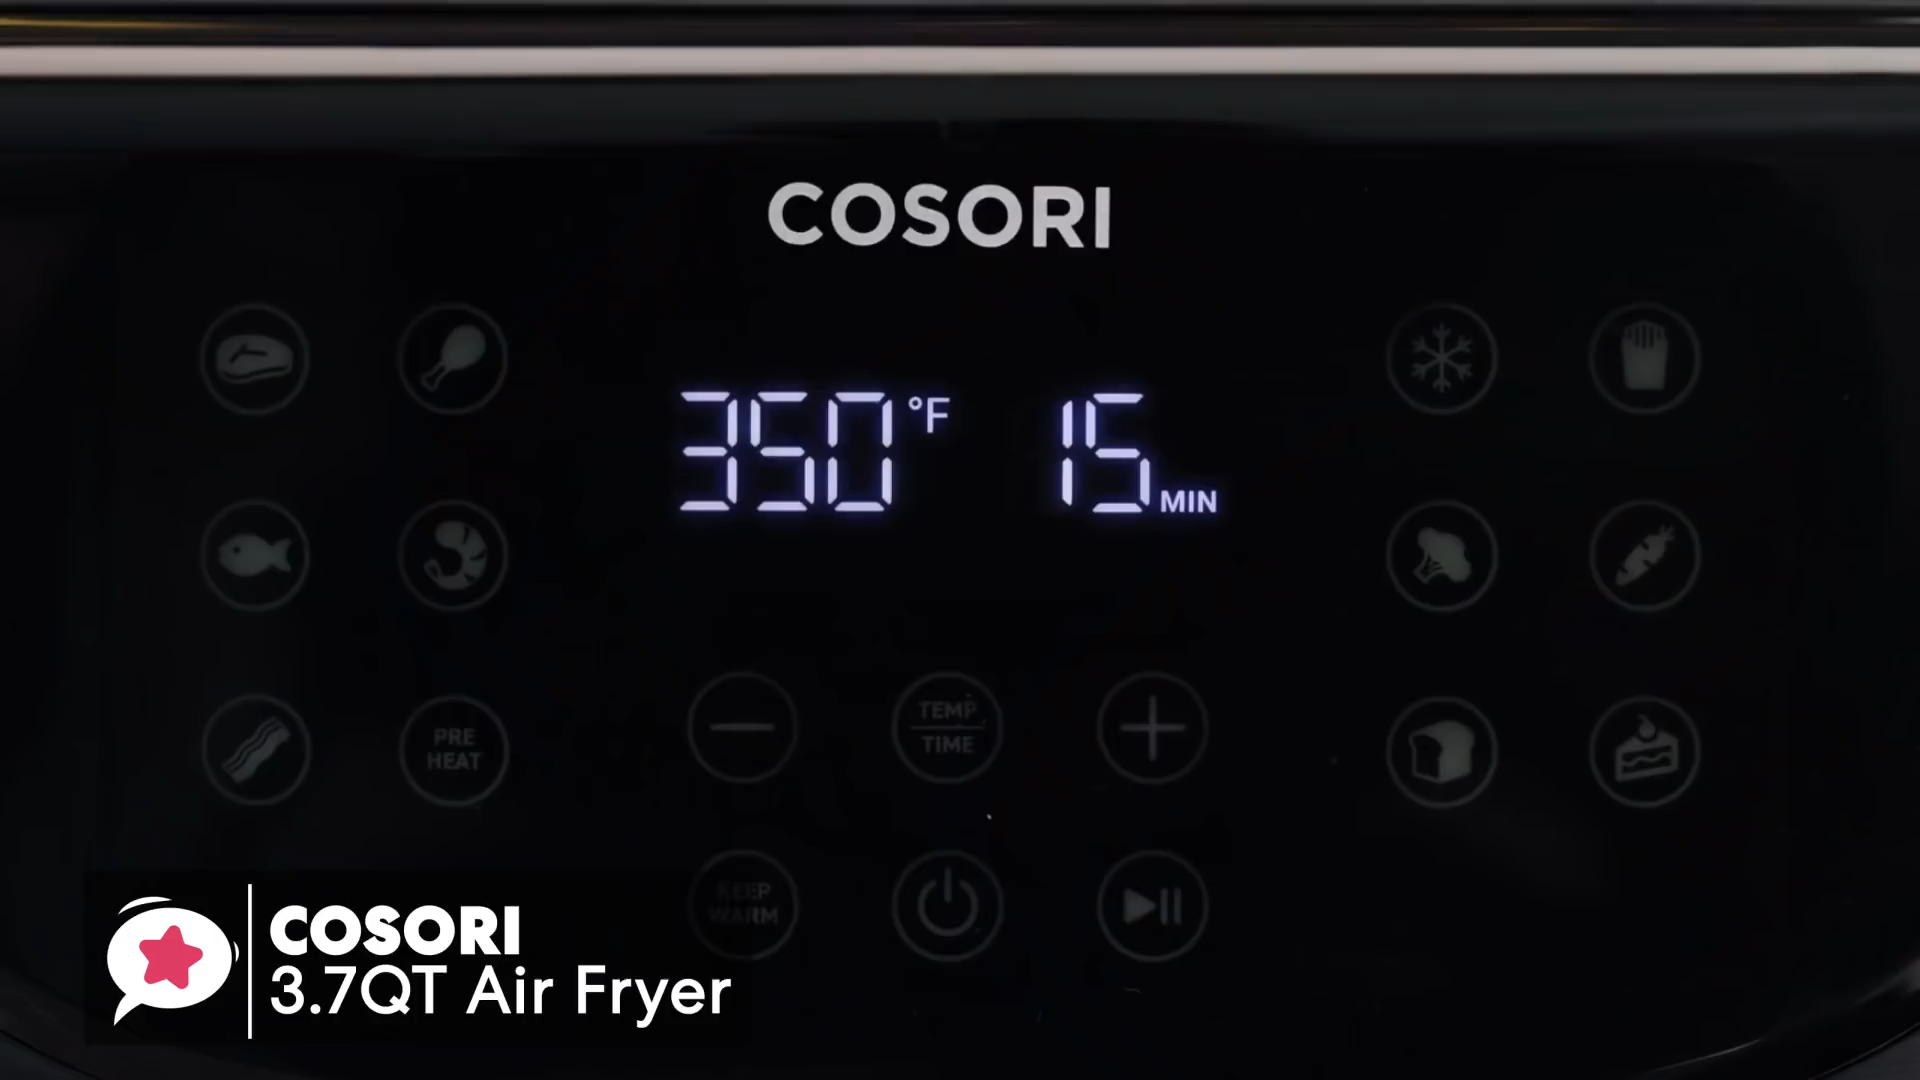 COSORI
350 °F 15 MIN
PRE
HEAT
TEMP
TIME
KEEP
WARM
COSORI
3.7QT Air Fryer